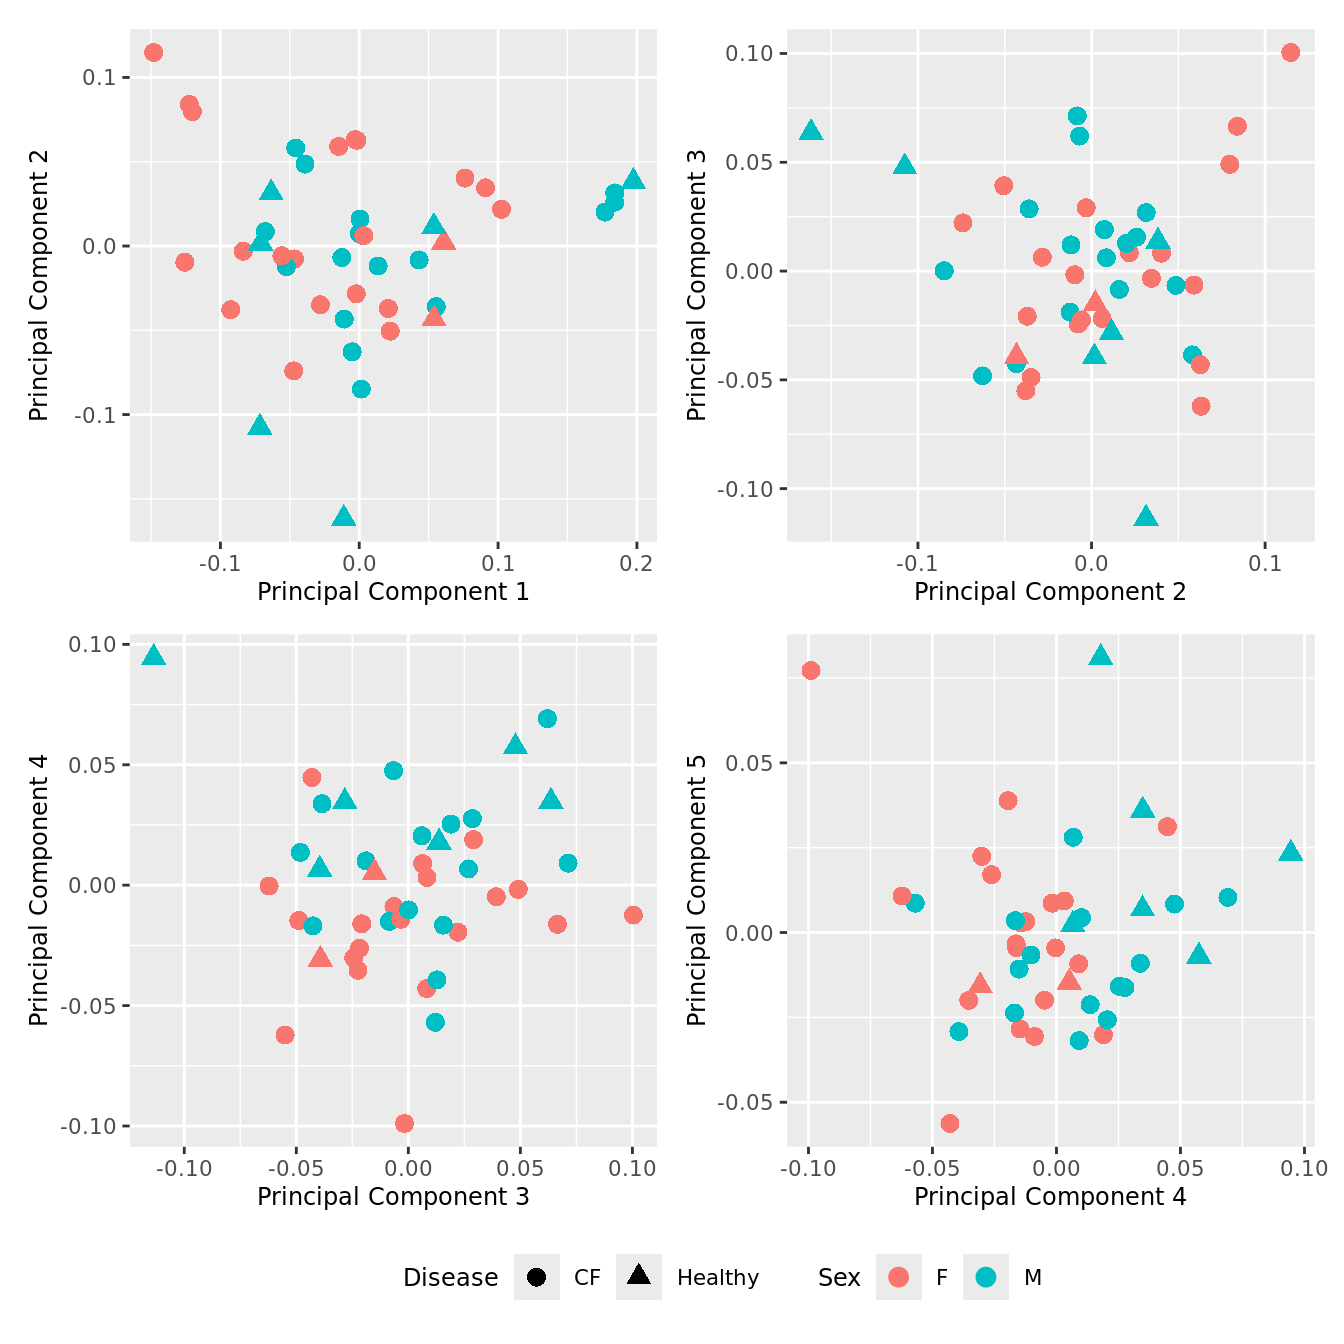 0.1
0.0
-0.1
Principal Component 2
-0.1 0.0 0.1 0.2
Principal Component 1
0.10
0.05
0.00
-0.05
-0.10
Principal Component 3
-0.1 0.0 0.1
Principal Component 2
0.10
0.05
0.00
-0.05
-0.10
Principal Component 4
-0.10 -0.05 0.00 0.05 0.10
Principal Component 3
0.05
0.00
-0.05
Principal Component 5
-0.10 -0.05 0.00 0.05 0.10
Principal Component 4
Disease CF Healthy Sex F M